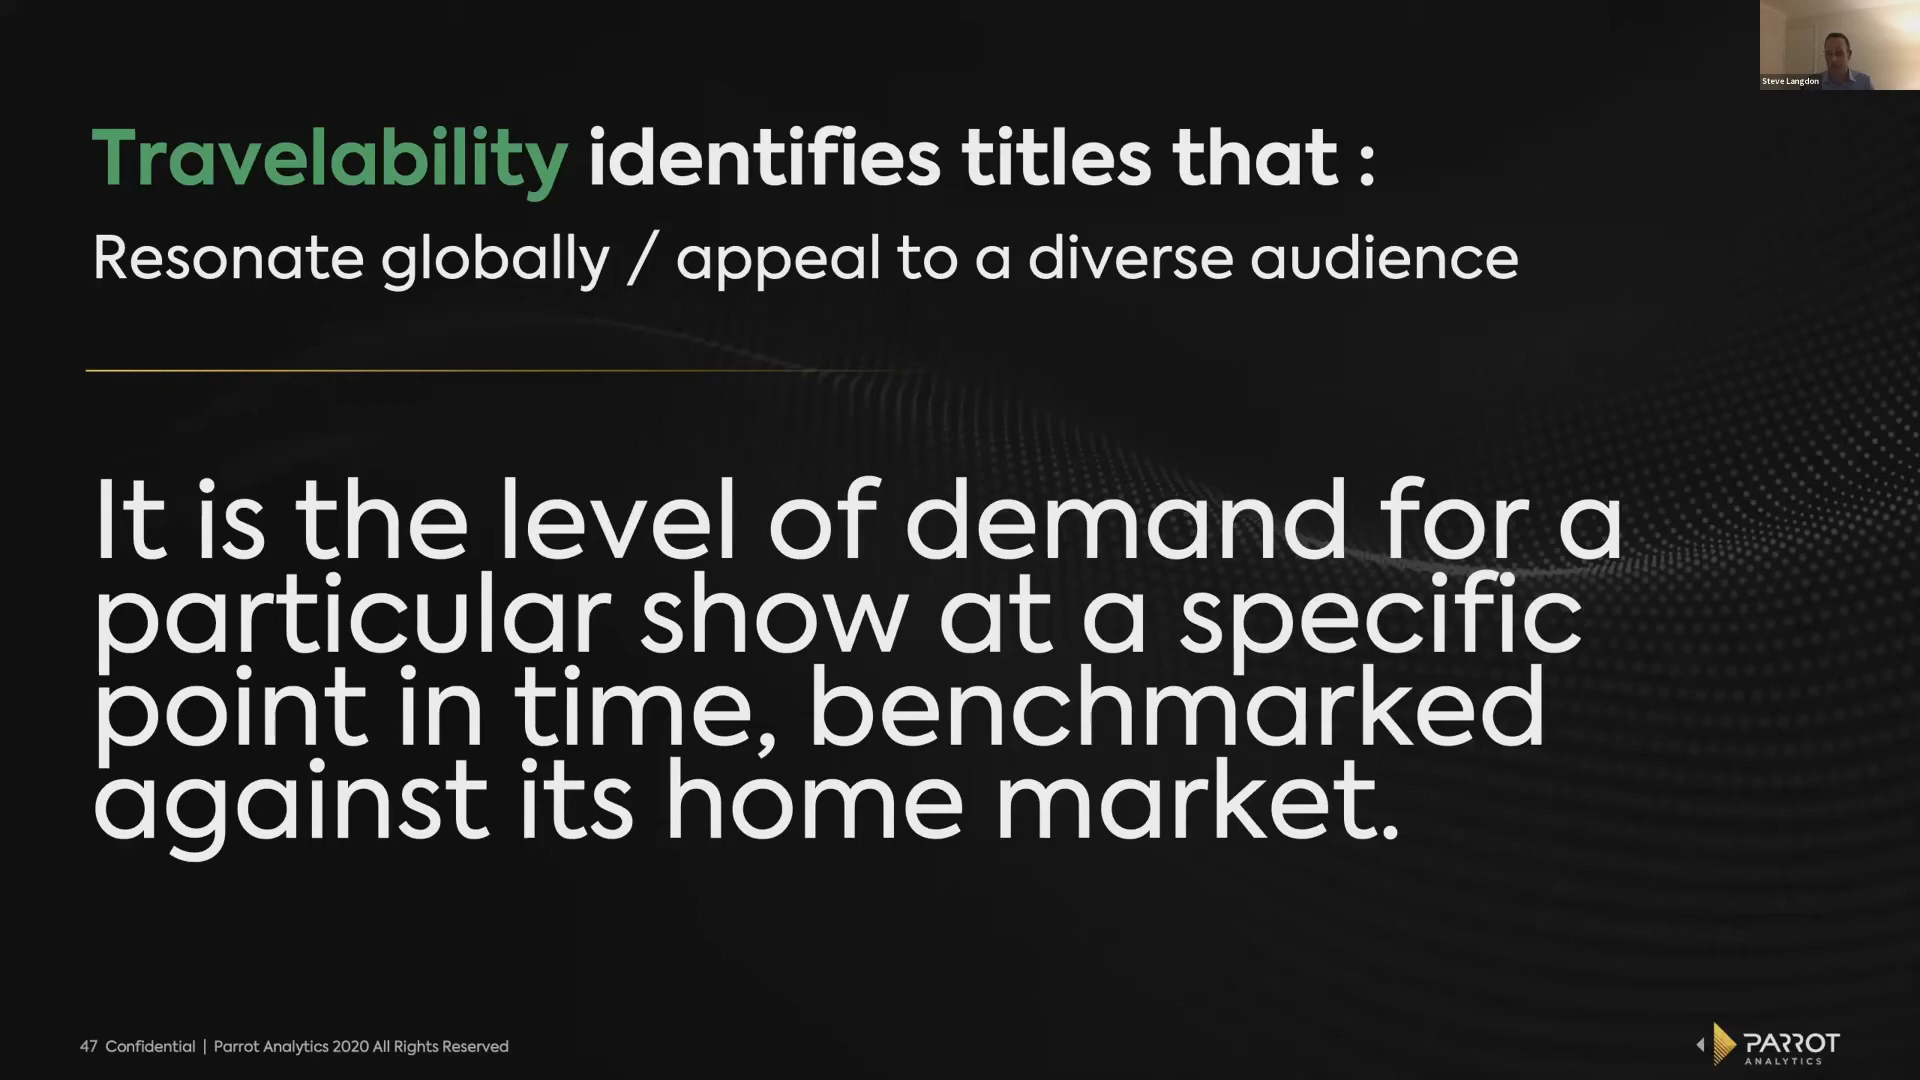 Steve Langdon
Travelability identifies titles that :
Resonate globally / appeal to a diverse audience
It is the level of demand for a
particular show at a specific
point in time, benchmarked
against its home market.
47 Confidential | Parrot Analytics 2020 All Rights Reserved
PARROT
ANALYTICS